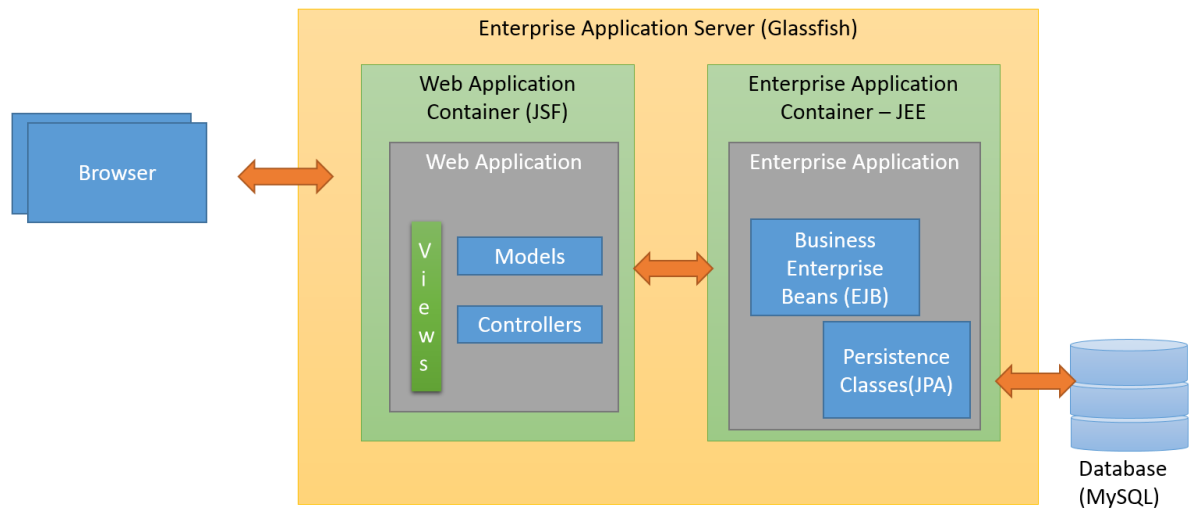 Enterprise Application Server (Glassfish)
Web Application
Container (JSF)
Enterprise Application
Container – JEE
Browser
Web Application
Views
Models
Controllers
Enterprise Application
Business
Enterprise
Beans (EJB)
Persistence
Classes(JPA)
Database
(MySQL)